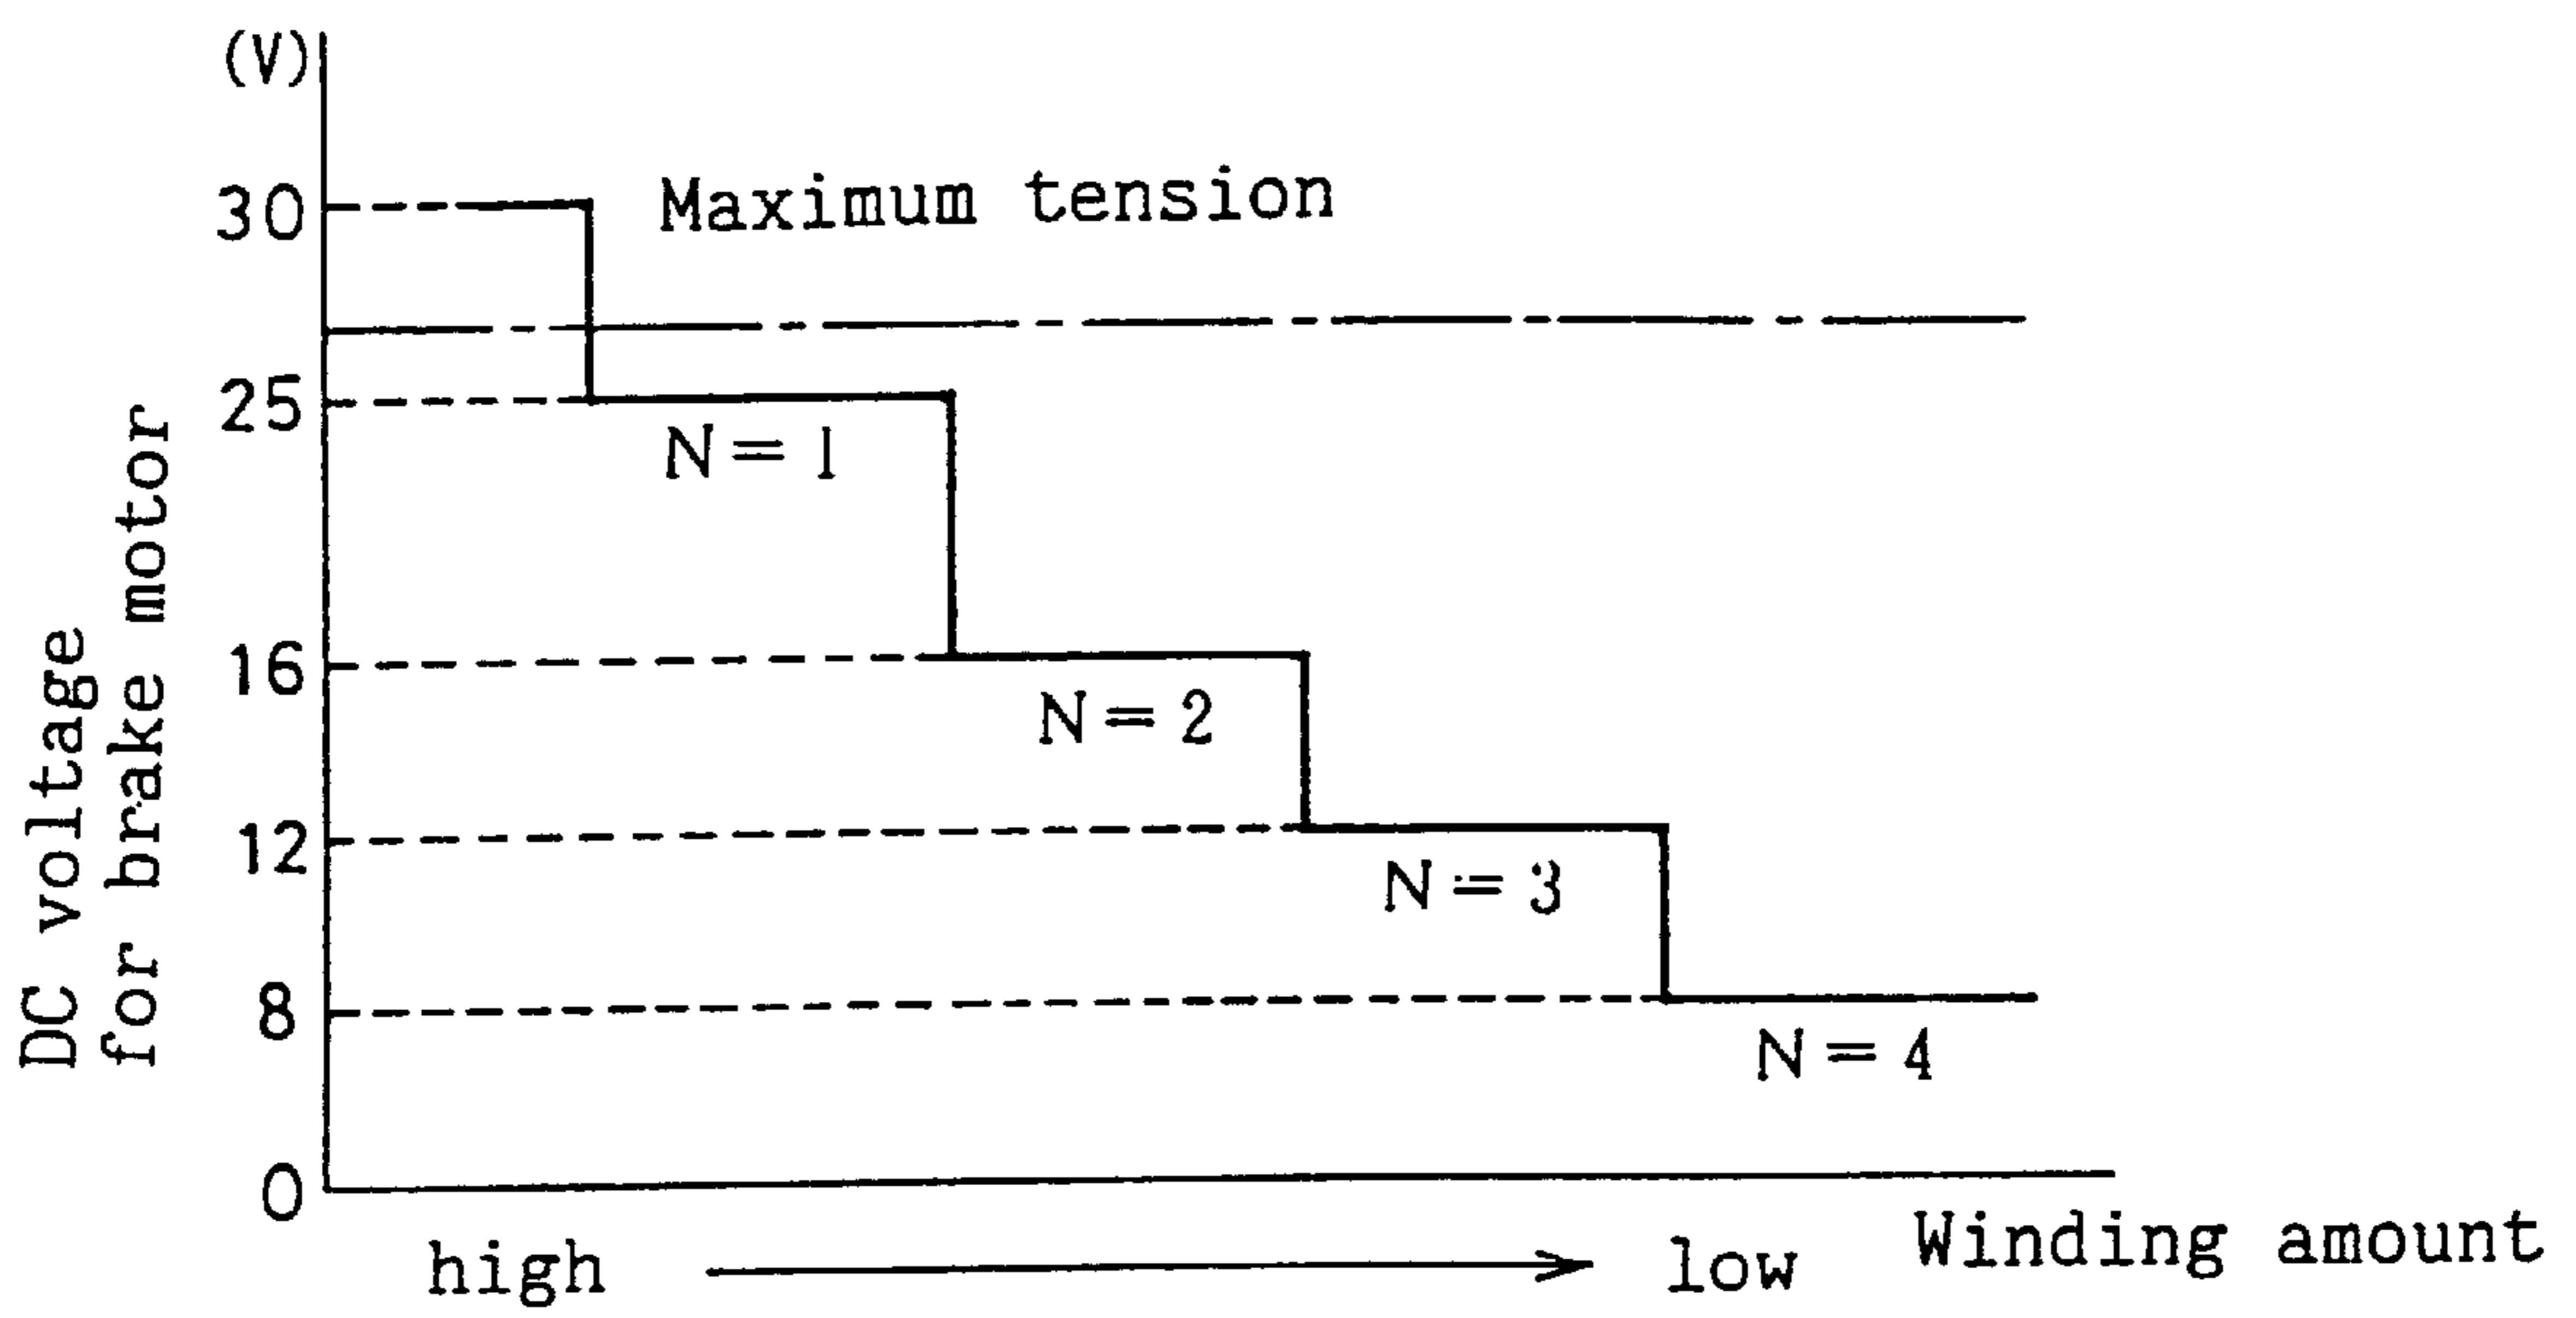 (V)
30
Maximum tension
25
N = 1
16
N = 2
12
N = 3
8
N = 4
0
DC voltage
for brake motor
high
low
Winding amount